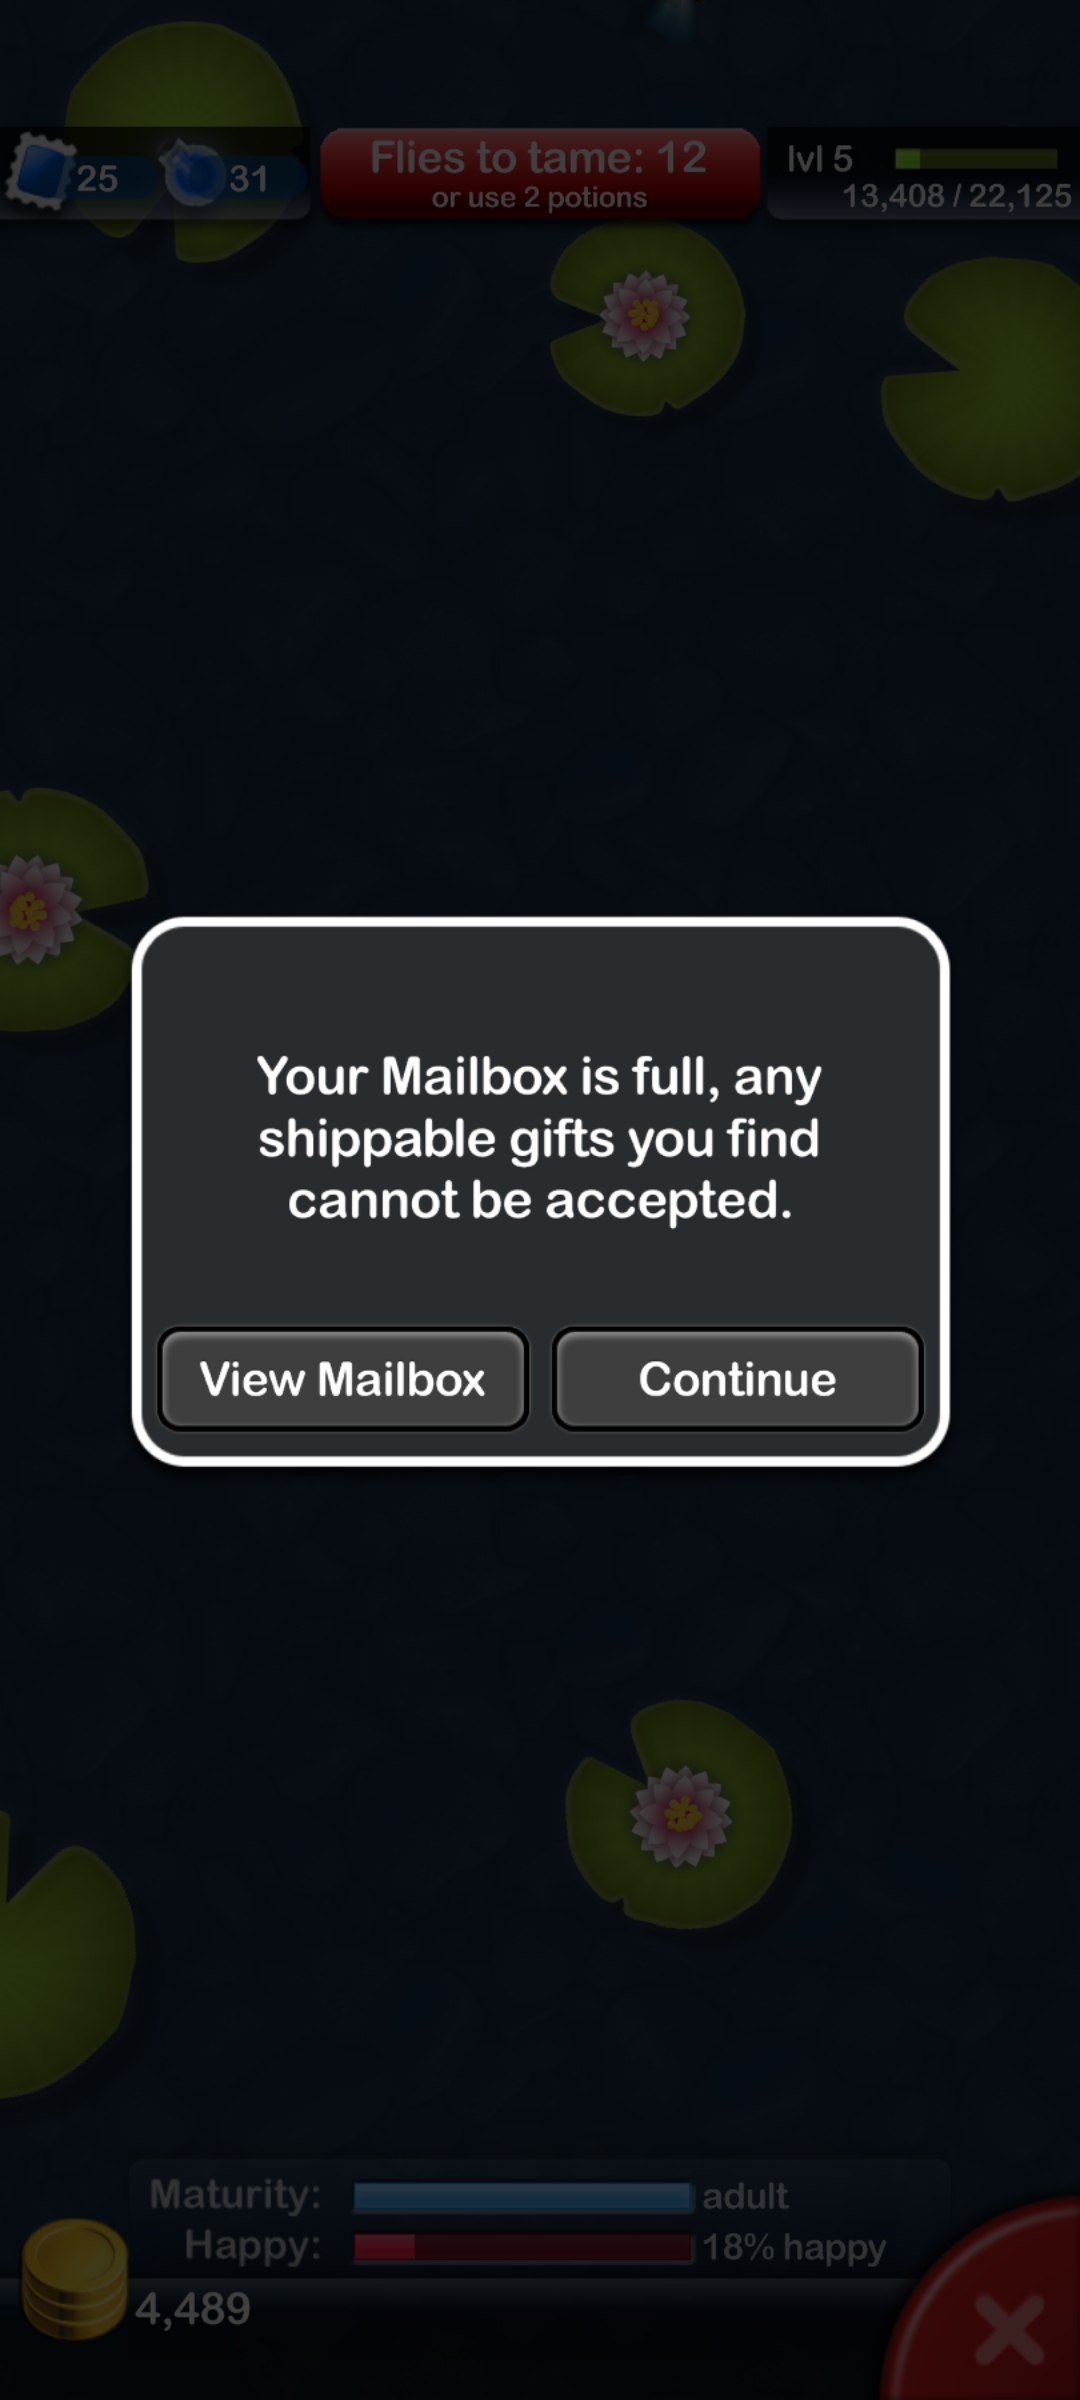 25
31
Flies to tame: 12
or use 2 potions
lvl 5
13,408 / 22,125
Your Mailbox is full, any
shippable gifts you find
cannot be accepted.
View Mailbox
Continue
Maturity:
adult
Happy:
18% happy
4,489